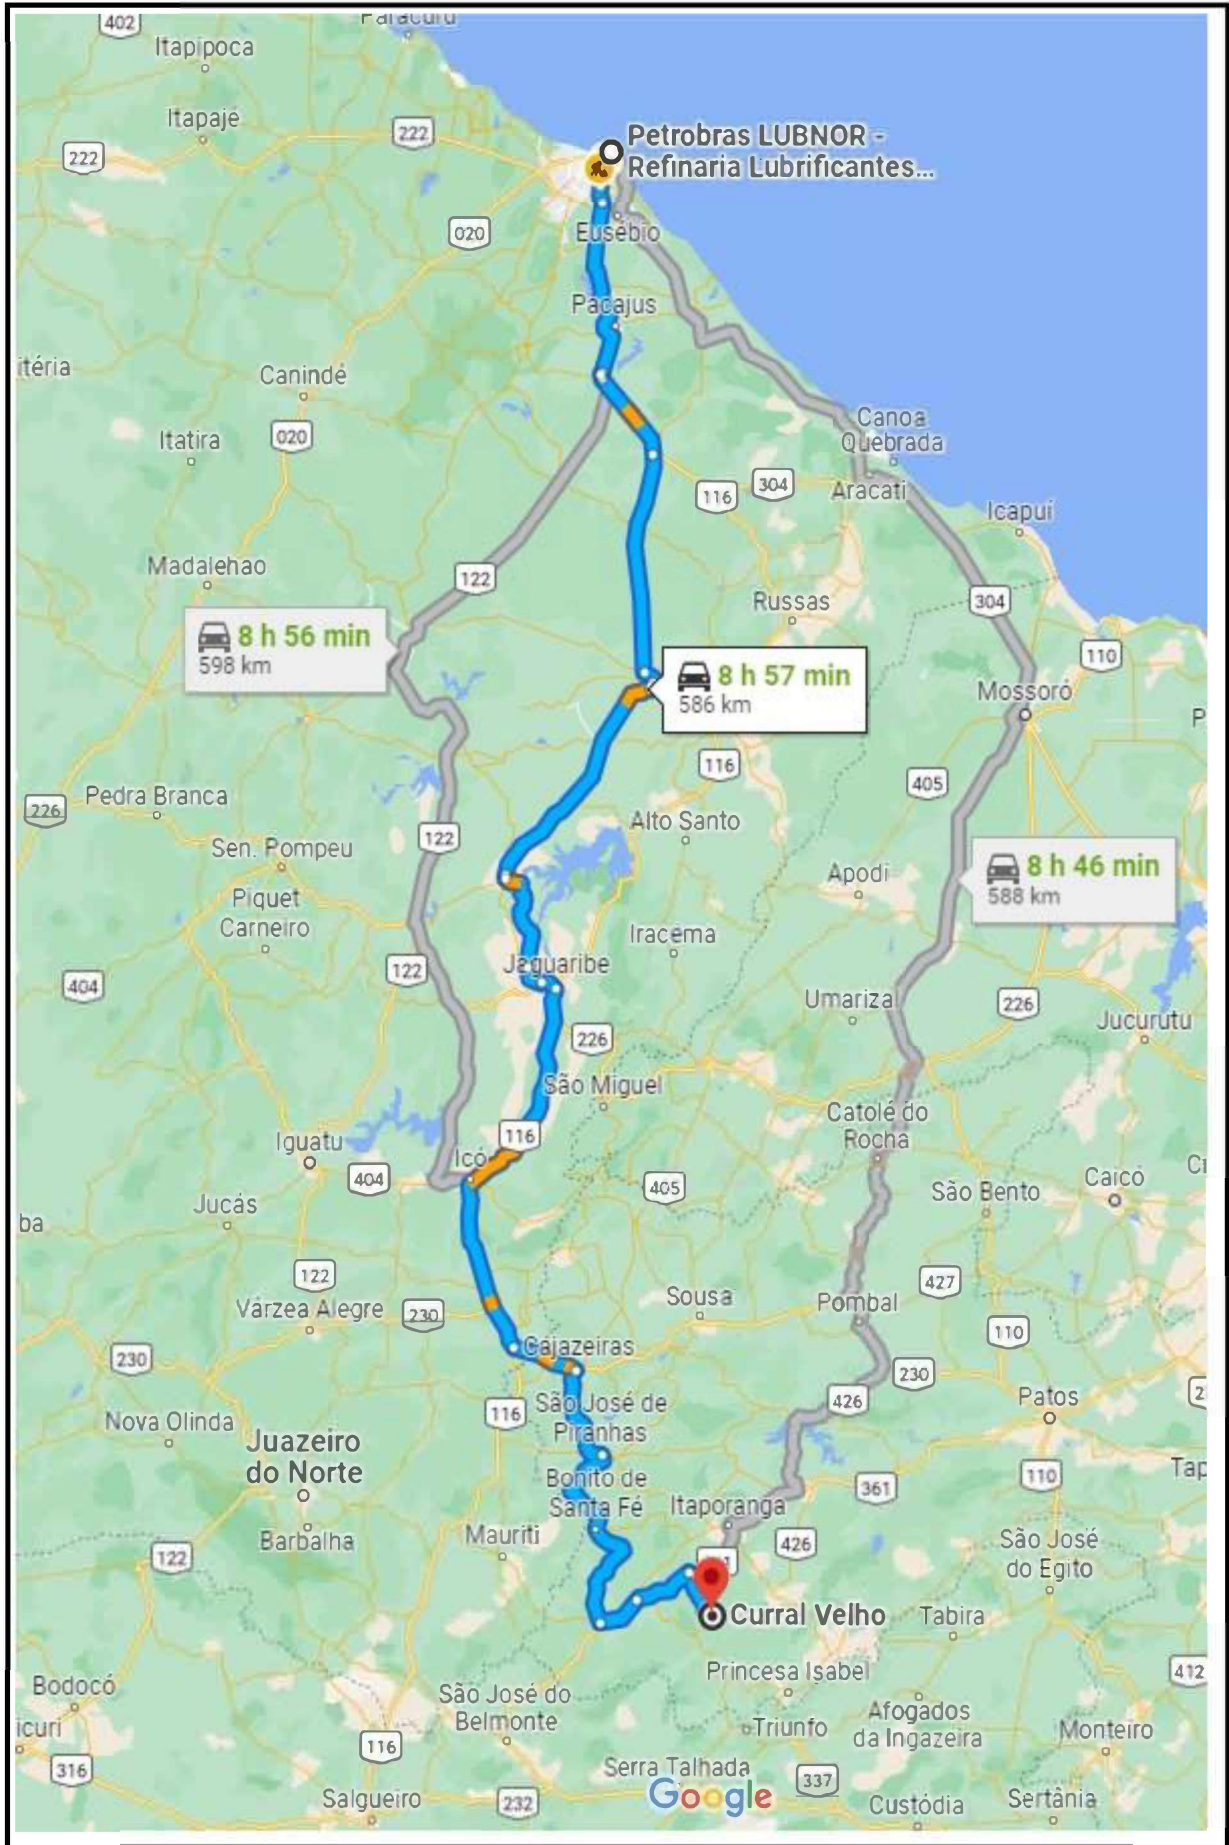 402
Paracuru
Itapipoca
Itapajé
222
222
Petrobras LUBNOR -
Refinaria Lubrificantes...
020
Eusébio
Pacajus
itéria
Canindé
Canoa
Quebrada
Itatira
020
116
304
Aracati
Icapuí
Madalehao
122
Russas
304
8 h 56 min
598 km
110
8 h 57 min
586 km
Mossoró
P
116
405
226
Pedra Branca
Alto Santo
122
Sen. Pompeu
8 h 46 min
588 km
Apodi
Piquet
Carneiro
Iracema
Jaguaribe
122
404
Umarizal
226
Jucurutu
226
São Miguel
Catolé do
Rocha
116
Iguatu
Icó
404
405
São Bento
Caicó
Jucás
ba
122
427
Várzea Alegre
230
Sousa
Pombal
110
Cajazeiras
230
230
426
116
São José de
Piranhas
Patos
Nova Olinda
Juazeiro
do Norte
Bonito de
Santa Fé
110
Tap
361
Itaporanga
Barbalha
Mauriti
426
São José
do Egito
122
Curral Velho
Tabira
Princesa Isabel
412
Bodocó
São José do
Belmonte
Afogados
da Ingazeira
icuri
Triunfo
Monteiro
116
316
Serra Talhada
337
Google
Salgueiro
232
Custódia
Sertânia